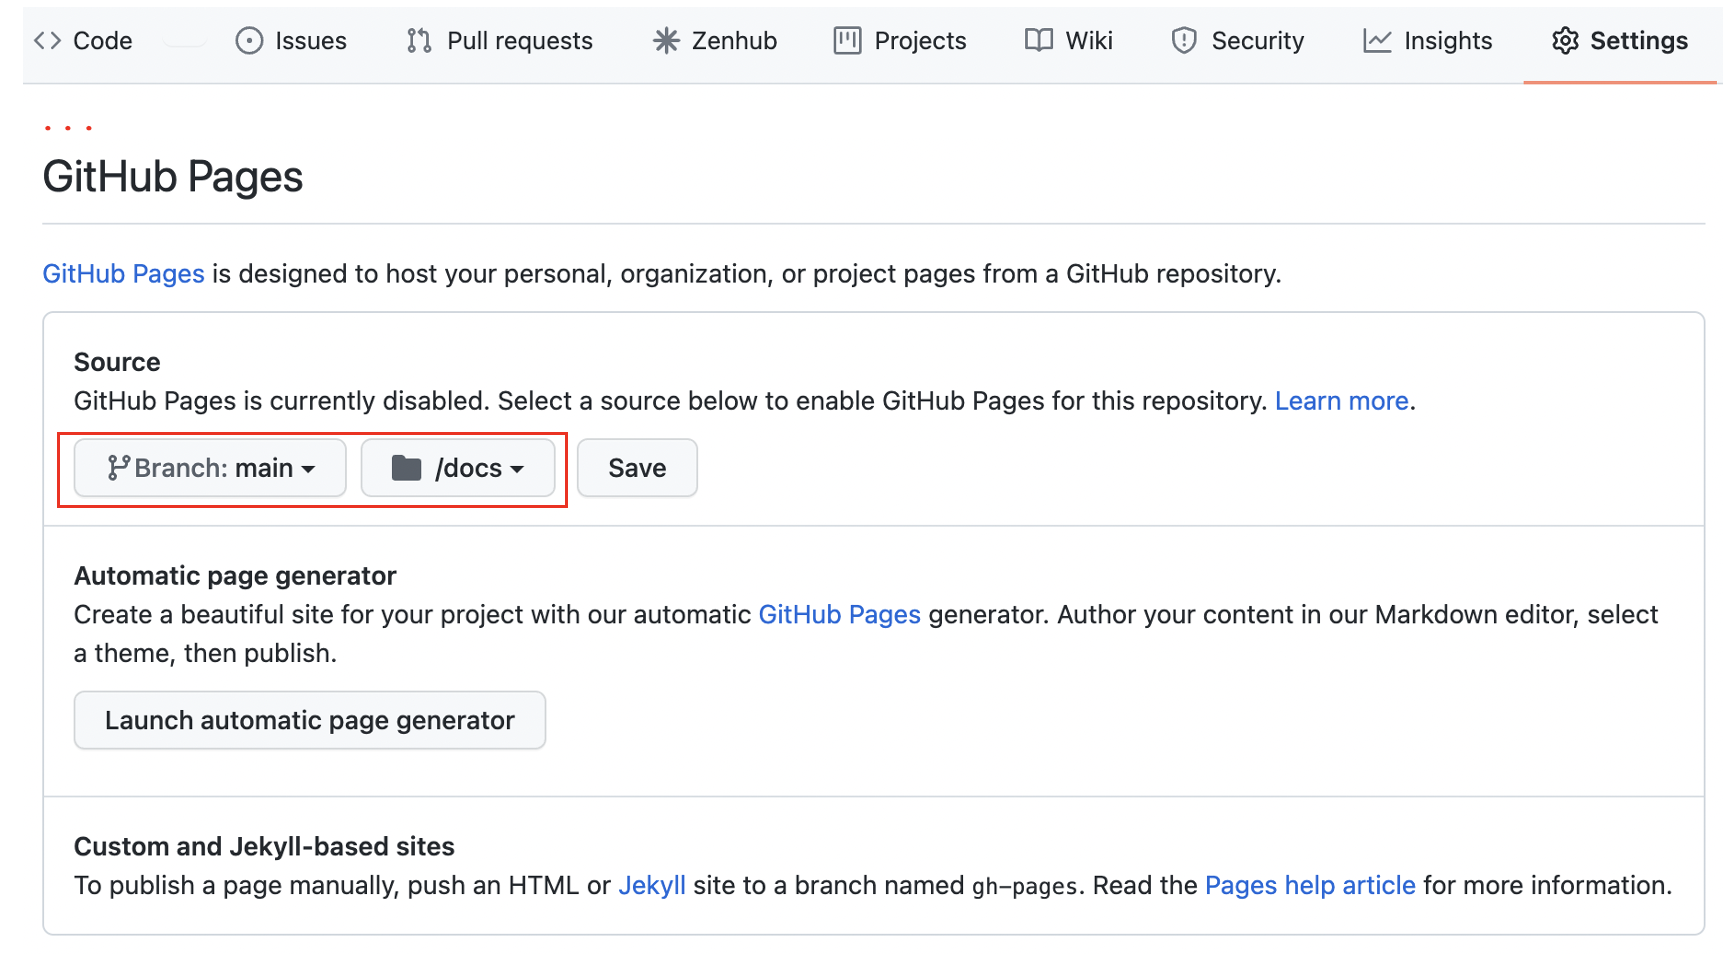 Code Issues Pull requests Zenhub Projects Wiki Security Insights Settings
. . .
GitHub Pages
GitHub Pages is designed to host your personal, organization, or project pages from a GitHub repository.
Source
GitHub Pages is currently disabled. Select a source below to enable GitHub Pages for this repository. Learn more.
Branch: main /docs Save
Automatic page generator
Create a beautiful site for your project with our automatic GitHub Pages generator. Author your content in our Markdown editor, select
a theme, then publish.
Launch automatic page generator
Custom and Jekyll-based sites
To publish a page manually, push an HTML or Jekyll site to a branch named gh-pages. Read the Pages help article for more information.